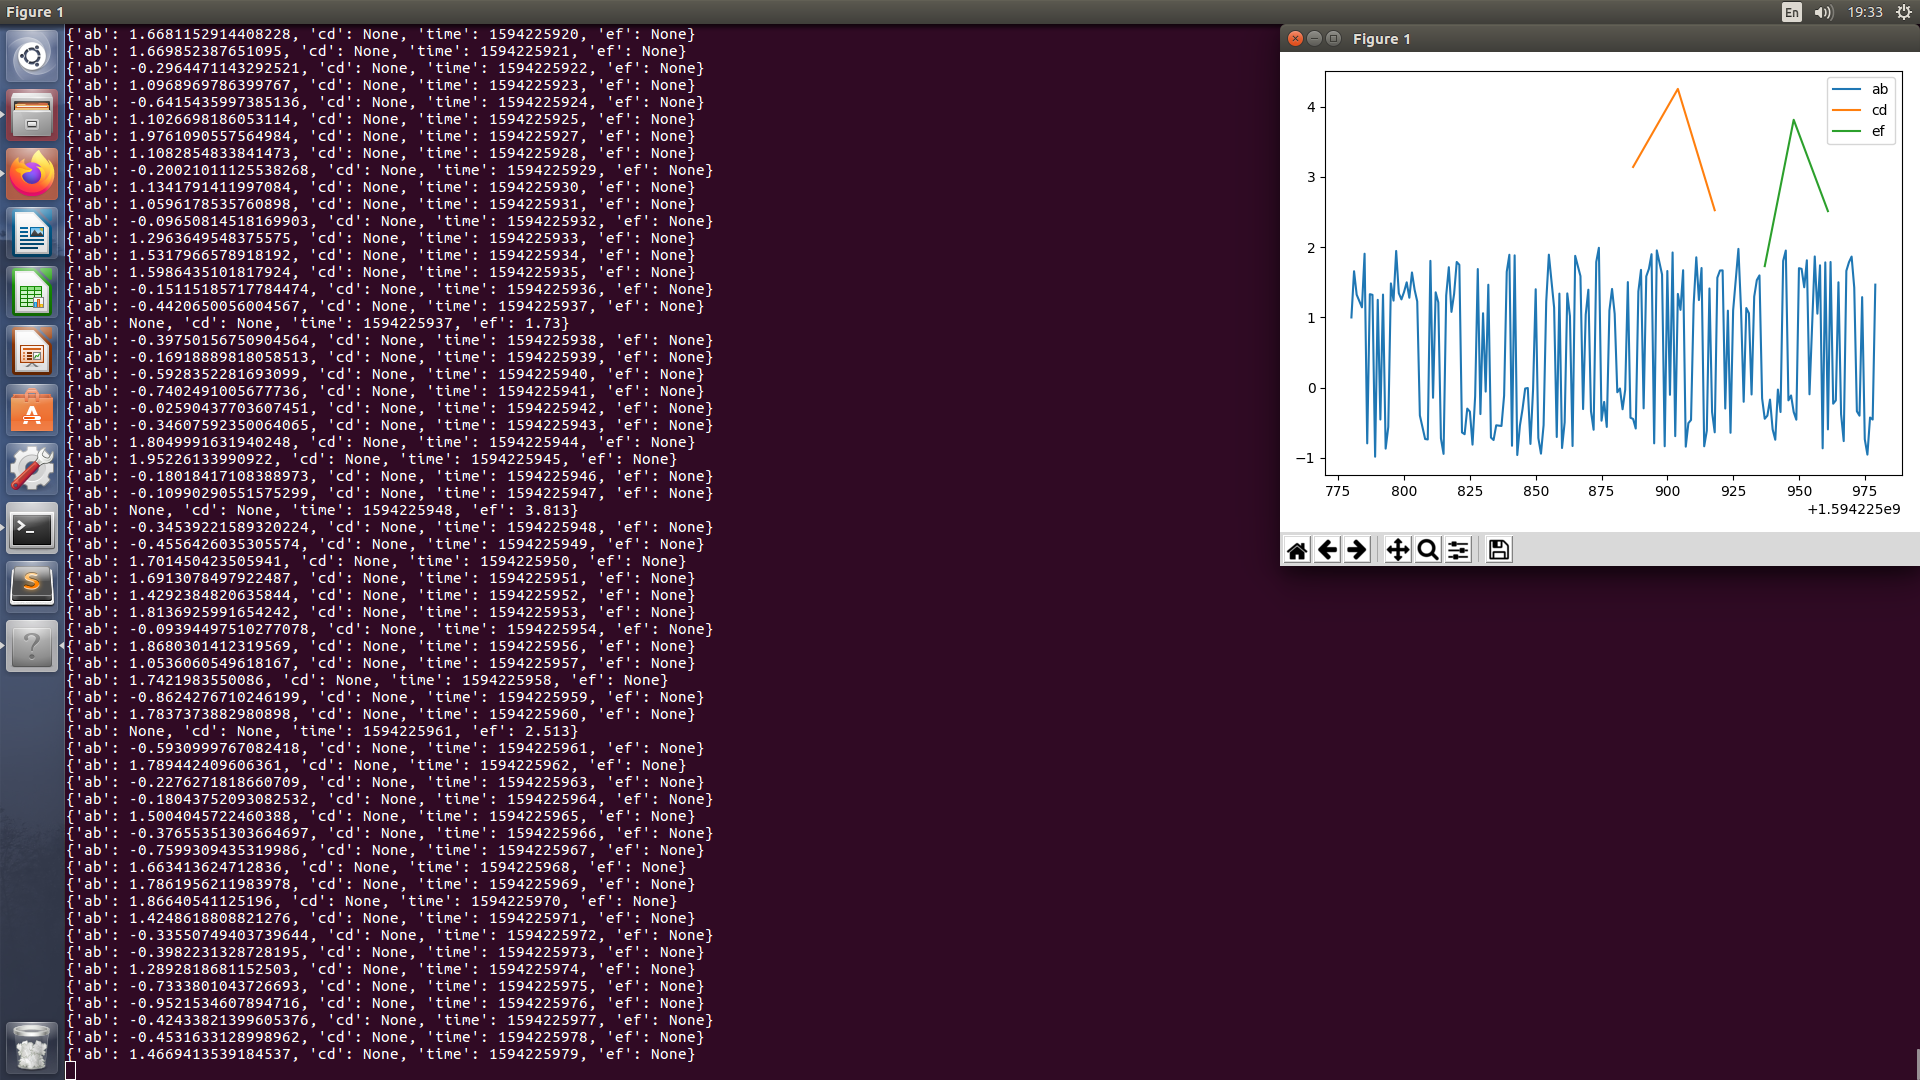 Figure 1
En
19:33
{'ab': 1.6681152914408228, 'cd': None, 'time': 1594225920, 'ef': None}
{'ab': 1.669852387651095, 'cd': None, 'time': 1594225921, 'ef': None}
{'ab': -0.2964471143292521, 'cd': None, 'time': 1594225922, 'ef': None}
{'ab': 1.0968969786399767, 'cd': None, 'time': 1594225923, 'ef': None}
{'ab': -0.6415435997385136, 'cd': None, 'time': 1594225924, 'ef': None}
{'ab': 1.1026698186053114, 'cd': None, 'time': 1594225925, 'ef': None}
{'ab': 1.9761090557564984, 'cd': None, 'time': 1594225927, 'ef': None}
{'ab': 1.1082854833841473, 'cd': None, 'time': 1594225928, 'ef': None}
{'ab': -0.20021011125538268, 'cd': None, 'time': 1594225929, 'ef': None}
{'ab': 1.1341791411997084, 'cd': None, 'time': 1594225930, 'ef': None}
{'ab': 1.0596178535760898, 'cd': None, 'time': 1594225931, 'ef': None}
{'ab': -0.09650814518169903, 'cd': None, 'time': 1594225932, 'ef': None}
{'ab': 1.2963649548375575, 'cd': None, 'time': 1594225933, 'ef': None}
{'ab': 1.5317966578918192, 'cd': None, 'time': 1594225934, 'ef': None}
{'ab': 1.5986435101817924, 'cd': None, 'time': 1594225935, 'ef': None}
{'ab': -0.15115185717784474, 'cd': None, 'time': 1594225936, 'ef': None}
{'ab': -0.4420650056004567, 'cd': None, 'time': 1594225937, 'ef': None}
{'ab': None, 'cd': None, 'time': 1594225937, 'ef': 1.73}
{'ab': -0.39750156750904564, 'cd': None, 'time': 1594225938, 'ef': None}
{'ab': -0.16918889818058513, 'cd': None, 'time': 1594225939, 'ef': None}
{'ab': -0.5928352281693099, 'cd': None, 'time': 1594225940, 'ef': None}
{'ab': -0.7402491005677736, 'cd': None, 'time': 1594225941, 'ef': None}
{'ab': -0.02590437703607451, 'cd': None, 'time': 1594225942, 'ef': None}
{'ab': -0.34607592350064065, 'cd': None, 'time': 1594225943, 'ef': None}
{'ab': 1.8049991631940248, 'cd': None, 'time': 1594225944, 'ef': None}
{'ab': 1.95226133990922, 'cd': None, 'time': 1594225945, 'ef': None}
{'ab': -0.18018417108388973, 'cd': None, 'time': 1594225946, 'ef': None}
{'ab': -0.10990290551575299, 'cd': None, 'time': 1594225947, 'ef': None}
{'ab': None, 'cd': None, 'time': 1594225948, 'ef': 3.813}
{'ab': -0.34539221589320224, 'cd': None, 'time': 1594225948, 'ef': None}
{'ab': -0.4556426035305574, 'cd': None, 'time': 1594225949, 'ef': None}
{'ab': 1.701450423505941, 'cd': None, 'time': 1594225950, 'ef': None}
{'ab': 1.6913078497922487, 'cd': None, 'time': 1594225951, 'ef': None}
{'ab': 1.4292384820635844, 'cd': None, 'time': 1594225952, 'ef': None}
{'ab': 1.8136925991654242, 'cd': None, 'time': 1594225953, 'ef': None}
{'ab': -0.09394497510277078, 'cd': None, 'time': 1594225954, 'ef': None}
{'ab': 1.8680301412319569, 'cd': None, 'time': 1594225956, 'ef': None}
{'ab': 1.0536060549618167, 'cd': None, 'time': 1594225957, 'ef': None}
{'ab': 1.7421983550086, 'cd': None, 'time': 1594225958, 'ef': None}
{'ab': -0.8624276710246199, 'cd': None, 'time': 1594225959, 'ef': None}
{'ab': 1.7837373882980898, 'cd': None, 'time': 1594225960, 'ef': None}
{'ab': None, 'cd': None, 'time': 1594225961, 'ef': 2.513}
{'ab': -0.5930999767082418, 'cd': None, 'time': 1594225961, 'ef': None}
{'ab': 1.789442409606361, 'cd': None, 'time': 1594225962, 'ef': None}
{'ab': -0.2276271818660709, 'cd': None, 'time': 1594225963, 'ef': None}
{'ab': -0.18043752093082532, 'cd': None, 'time': 1594225964, 'ef': None}
{'ab': 1.5004045722460388, 'cd': None, 'time': 1594225965, 'ef': None}
{'ab': -0.37655351303664697, 'cd': None, 'time': 1594225966, 'ef': None}
{'ab': -0.7599309435319986, 'cd': None, 'time': 1594225967, 'ef': None}
{'ab': 1.663413624712836, 'cd': None, 'time': 1594225968, 'ef': None}
{'ab': 1.7861956211983978, 'cd': None, 'time': 1594225969, 'ef': None}
{'ab': 1.86640541125196, 'cd': None, 'time': 1594225970, 'ef': None}
{'ab': 1.4248618808821276, 'cd': None, 'time': 1594225971, 'ef': None}
{'ab': -0.33550749403739644, 'cd': None, 'time': 1594225972, 'ef': None}
{'ab': -0.3982231328728195, 'cd': None, 'time': 1594225973, 'ef': None}
{'ab': 1.2892818681152503, 'cd': None, 'time': 1594225974, 'ef': None}
{'ab': -0.7333801043726693, 'cd': None, 'time': 1594225975, 'ef': None}
{'ab': -0.9521534607894716, 'cd': None, 'time': 1594225976, 'ef': None}
{'ab': -0.42433821399605376, 'cd': None, 'time': 1594225977, 'ef': None}
{'ab': -0.4531633128998962, 'cd': None, 'time': 1594225978, 'ef': None}
{'ab': 1.4669413539184537, 'cd': None, 'time': 1594225979, 'ef': None}
Figure 1
ab
cd
ef
4
3
2
1
0
−1
775 800 825 850 875 900 925 950 975
+1.594225e9